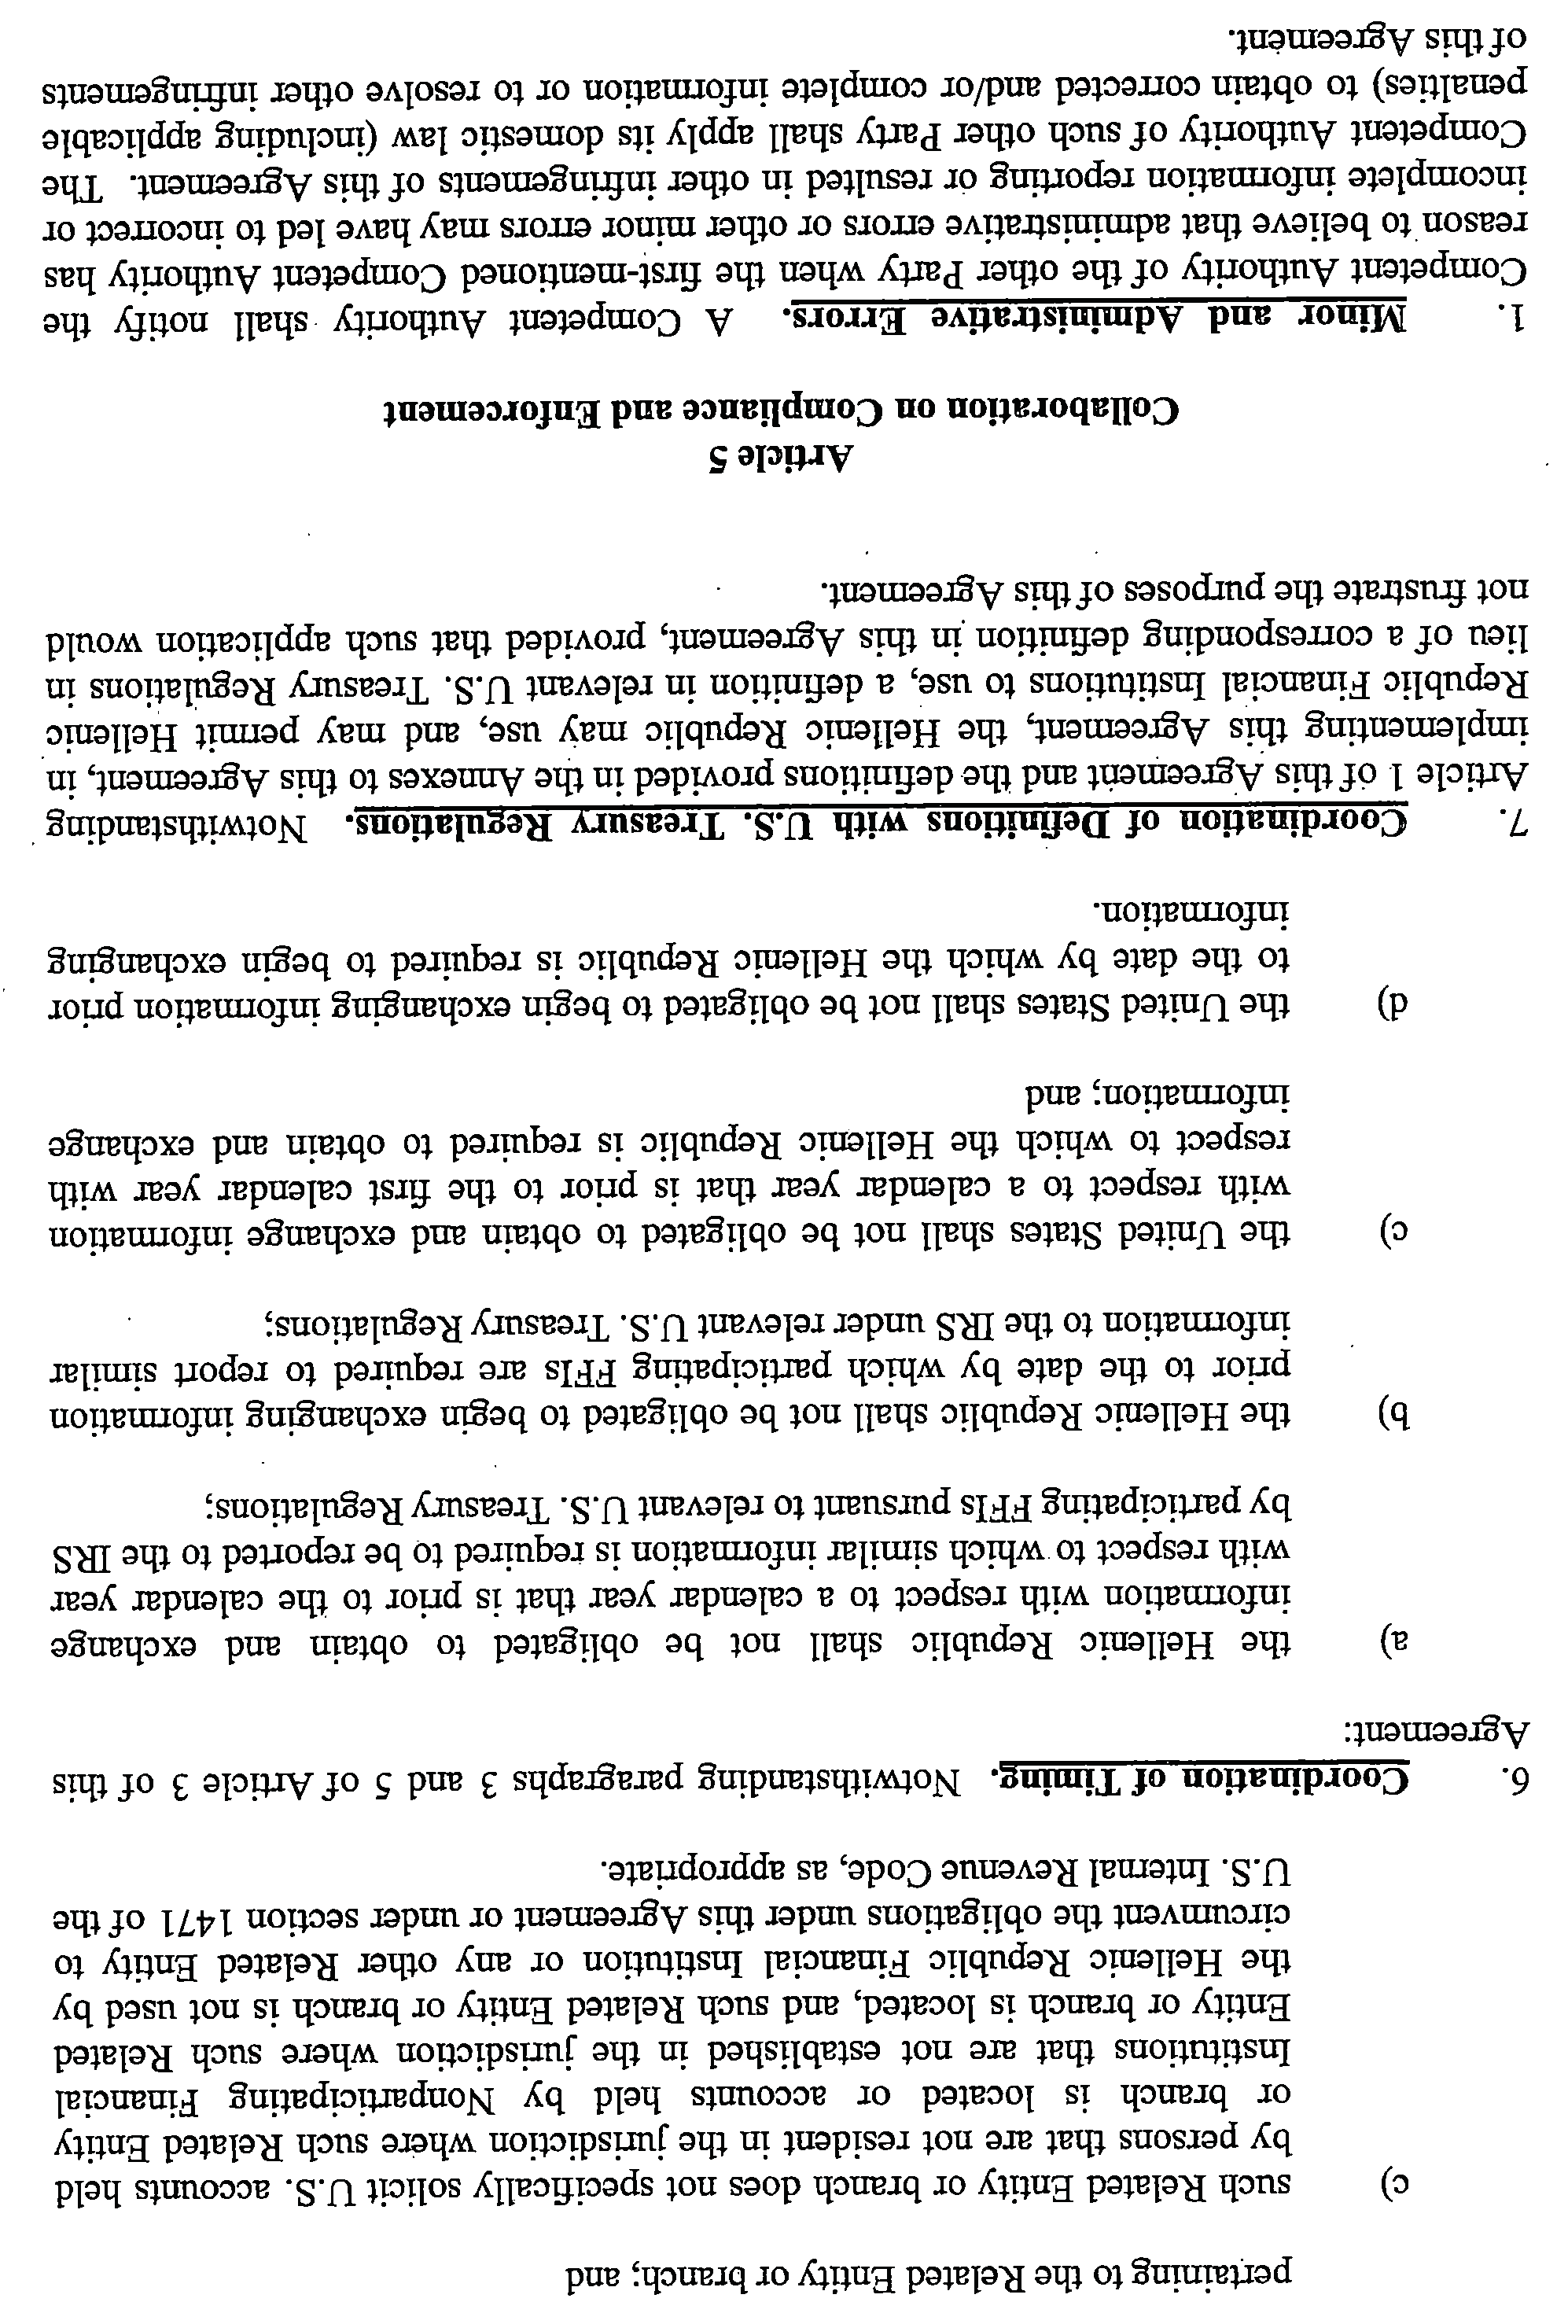 pertaining to the Related Entity or branch; and
c) such Related Entity or branch does not specifically solicit U.S. accounts held
by persons that are not resident in the jurisdiction where such Related Entity
or branch is located or accounts held by Nonparticipating Financial
Institutions that are not established in the jurisdiction where such Related
Entity or branch is located, and such Related Entity or branch is not used by
the Hellenic Republic Financial Institution or any other Related Entity to
circumvent the obligations under this Agreement or under section 1471 of the
U.S. Internal Revenue Code, as appropriate.
6. Coordination of Timing. Notwithstanding paragraphs 3 and 5 of Article 3 of this
Agreement:
a) the Hellenic Republic shall not be obligated to obtain and exchange
information with respect to a calendar year that is prior to the calendar year
with respect to which similar information is required to be reported to the IRS
by participating FFIs pursuant to relevant U.S. Treasury Regulations;
b) the Hellenic Republic shall not be obligated to begin exchanging information
prior to the date by which participating FFIs are required to report similar
information to the IRS under relevant U.S. Treasury Regulations;
c) the United States shall not be obligated to obtain and exchange information
with respect to a calendar year that is prior to the first calendar year with
respect to which the Hellenic Republic is required to obtain and exchange
information; and
d) the United States shall not be obligated to begin exchanging information prior
to the date by which the Hellenic Republic is required to begin exchanging
information.
7. Coordination of Definitions with U.S. Treasury Regulations. Notwithstanding
Article 1 of this Agreement and the definitions provided in the Annexes to this Agreement, in
implementing this Agreement, the Hellenic Republic may use, and may permit Hellenic
Republic Financial Institutions to use, a definition in relevant U.S. Treasury Regulations in
lieu of a corresponding definition in this Agreement, provided that such application would
not frustrate the purposes of this Agreement.
Article 5
Collaboration on Compliance and Enforcement
1. Minor and Administrative Errors. A Competent Authority shall notify the
Competent Authority of the other Party when the first-mentioned Competent Authority has
reason to believe that administrative errors or other minor errors may have led to incorrect or
incomplete information reporting or resulted in other infringements of this Agreement. The
Competent Authority of such other Party shall apply its domestic law (including applicable
penalties) to obtain corrected and/or complete information or to resolve other infringements
of this Agreement.